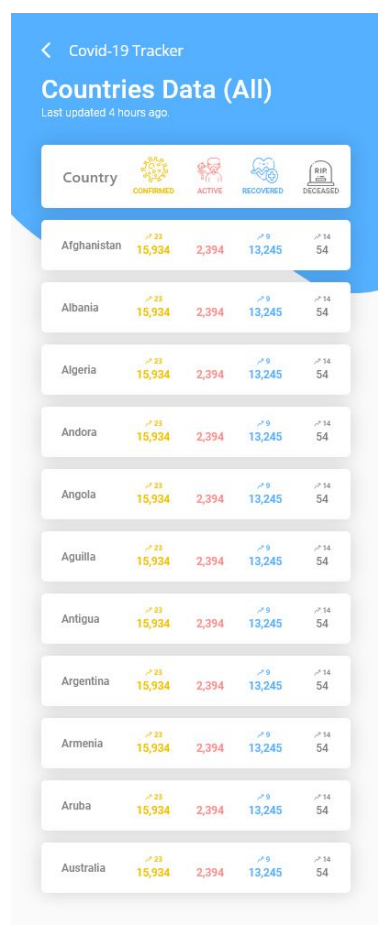 Covid-19 Tracker
Countries Data (All)
Last updated 4 hours ago.
Country CONFIRMED ACTIVE RECOVERED R.I.P. DECEASED
23 9 14
Afghanistan 15,934 2,394 13,245 54
23 9 14
Albania 15,934 2,394 13,245 54
23 9 14
Algeria 15,934 2,394 13,245 54
23 9 14
Andora 15,934 2,394 13,245 54
23 9 14
Angola 15,934 2,394 13,245 54
23 9 14
Aguilla 15,934 2,394 13,245 54
23 9 14
Antigua 15,934 2,394 13,245 54
23 9 14
Argentina 15,934 2,394 13,245 54
23 9 14
Armenia 15,934 2,394 13,245 54
23 9 14
Aruba 15,934 2,394 13,245 54
23 9 14
Australia 15,934 2,394 13,245 54